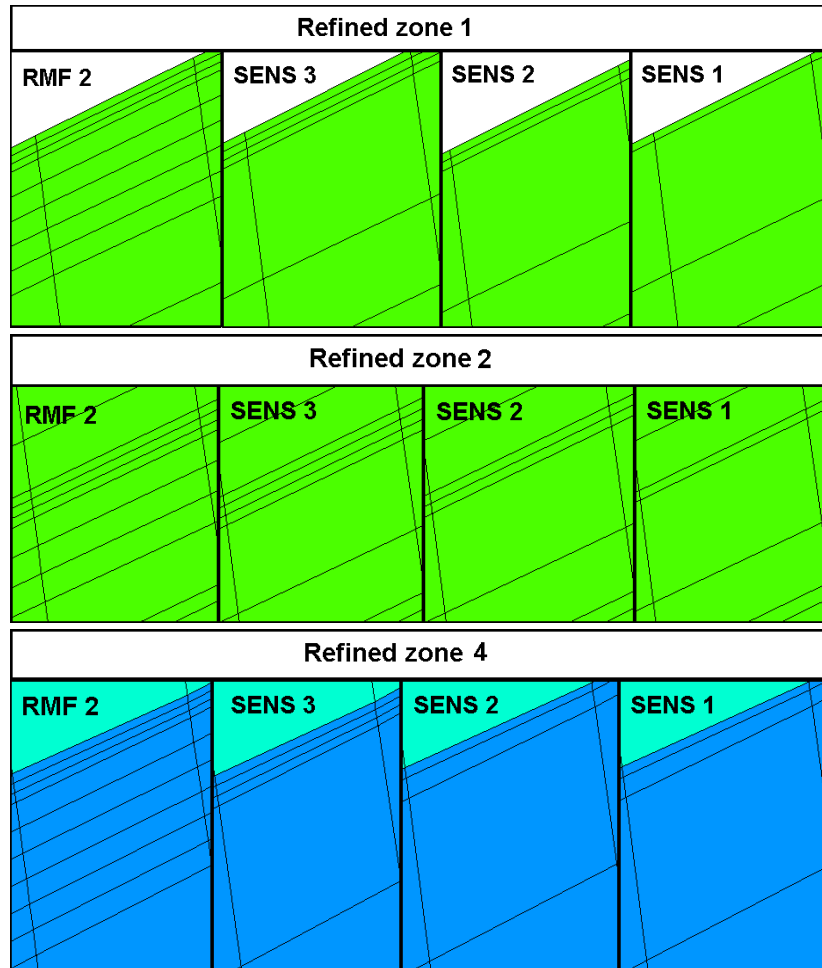 Refined zone 1
RMF 2 SENS 3 SENS 2 SENS 1
Refined zone 2
RMF 2 SENS 3 SENS 2 SENS 1
Refined zone 4
RMF 2 SENS 3 SENS 2 SENS 1